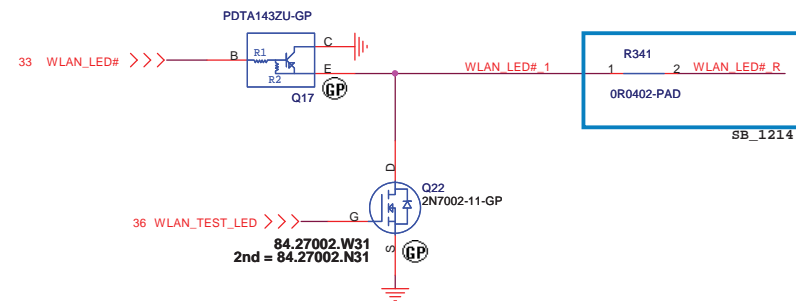 PDTA143ZU-GP
33 WLAN_LED#
B
R1
R2
C
E
Q17
GP
WLAN_LED#_1
R341
1
2
WLAN_LED#_R
0R0402-PAD
SB_1214
D
Q22
2N7002-11-GP
36 WLAN_TEST_LED
G
S
GP
84.27002.W31
2nd = 84.27002.N31